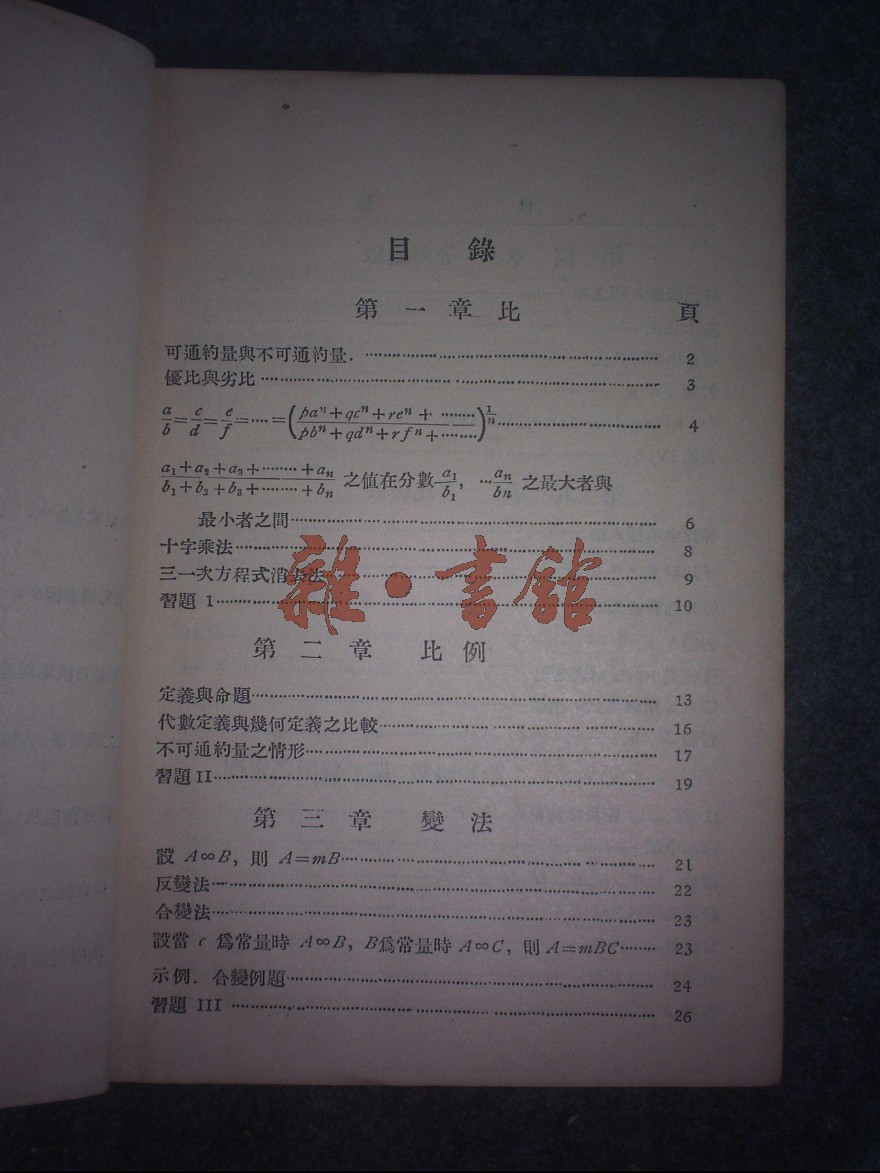 目錄
第一章 比 頁
可通約量與不可通約量. 2
優比與劣比 3
a/b = c/d = e/f = .... = (pa^n + qc^n + re^n + ........ / pb^n + qd^n + rf^n + ........)^1/n 4
a1+a2+a3+........+an / b1+b2+b3+........+bn 之值在分數 a1/b1, ...an/bn 之最大者與
最小者之間 6
十字乘法 8
三一次方程式消去法 9
習題 I 10
第二章 比例
定義與命題 13
代數定義與幾何定義之比較 16
不可通約量之情形 17
習題 II 19
第三章 變法
設 A∞B, 則 A=mB 21
反變法 22
合變法 23
設當 c 爲常量時 A∞B, B爲常量時 A∞C, 則 A=mBC 23
示例. 合變例題 24
習題 III 26
雜·書館